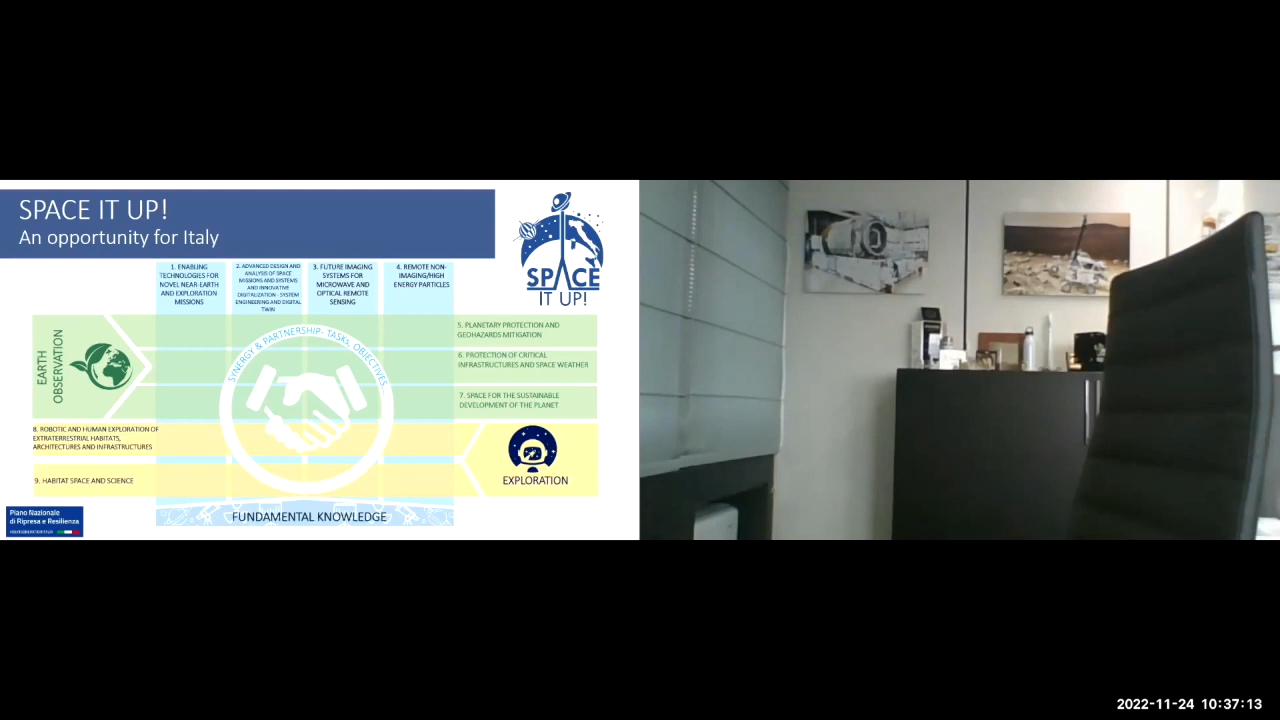 SPACE IT UP!
An opportunity for Italy
SPACE
IT UP!
1. ENABLING
TECHNOLOGIES FOR
NOVEL NEAR-EARTH
AND EXPLORATION
MISSIONS
2. ADVANCED DESIGN AND
ANALYSIS OF SPACE
MISSIONS AND SYSTEMS
AND INNOVATIVE
DIGITALIZATION - SYSTEM
ENGINEERING AND DIGITAL
TWIN
3. FUTURE IMAGING
SYSTEMS FOR
MICROWAVE AND
OPTICAL REMOTE
SENSING
4. REMOTE NON-
IMAGING/HIGH
ENERGY PARTICLES
EARTH
OBSERVATION
SYNERGY & PARTNERSHIP- TASKs, OBJECTIVES...
5. PLANETARY PROTECTION AND
GEOHAZARDS MITIGATION
6. PROTECTION OF CRITICAL
INFRASTRUCTURES AND SPACE WEATHER
7. SPACE FOR THE SUSTAINABLE
DEVELOPMENT OF THE PLANET
8. ROBOTIC AND HUMAN EXPLORATION OF
EXTRATERRESTRIAL HABITATS,
ARCHITECTURES AND INFRASTRUCTURES
9. HABITAT SPACE AND SCIENCE
EXPLORATION
FUNDAMENTAL KNOWLEDGE
Piano Nazionale
di Ripresa e Resilienza
2022-11-24 10:37:13